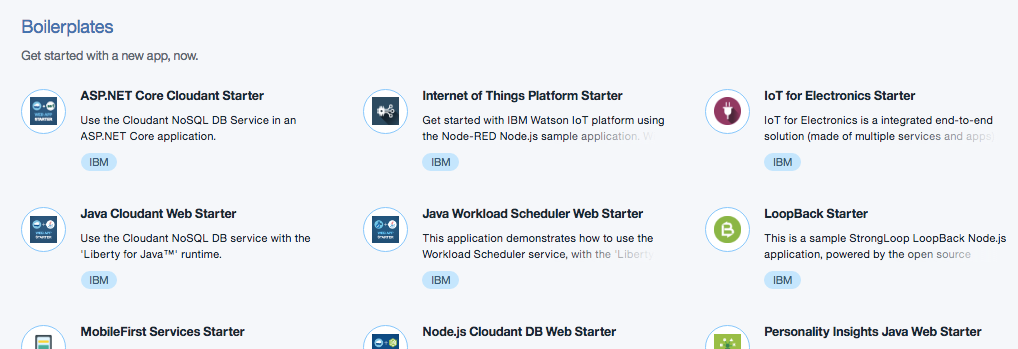 Boilerplates
Get started with a new app, now.
ASP.NET Core Cloudant Starter
Use the Cloudant NoSQL DB Service in an
ASP.NET Core application.
IBM
Internet of Things Platform Starter
Get started with IBM Watson IoT platform using
the Node-RED Node.js sample application.
IBM
IoT for Electronics Starter
IoT for Electronics is a integrated end-to-end
solution (made of multiple services and apps
IBM
Java Cloudant Web Starter
Use the Cloudant NoSQL DB service with the
'Liberty for Java™' runtime.
IBM
Java Workload Scheduler Web Starter
This application demonstrates how to use the
Workload Scheduler service, with the 'Liberty
IBM
LoopBack Starter
This is a sample StrongLoop LoopBack Node.js
application, powered by the open source
IBM
MobileFirst Services Starter
Node.js Cloudant DB Web Starter
Personality Insights Java Web Starter